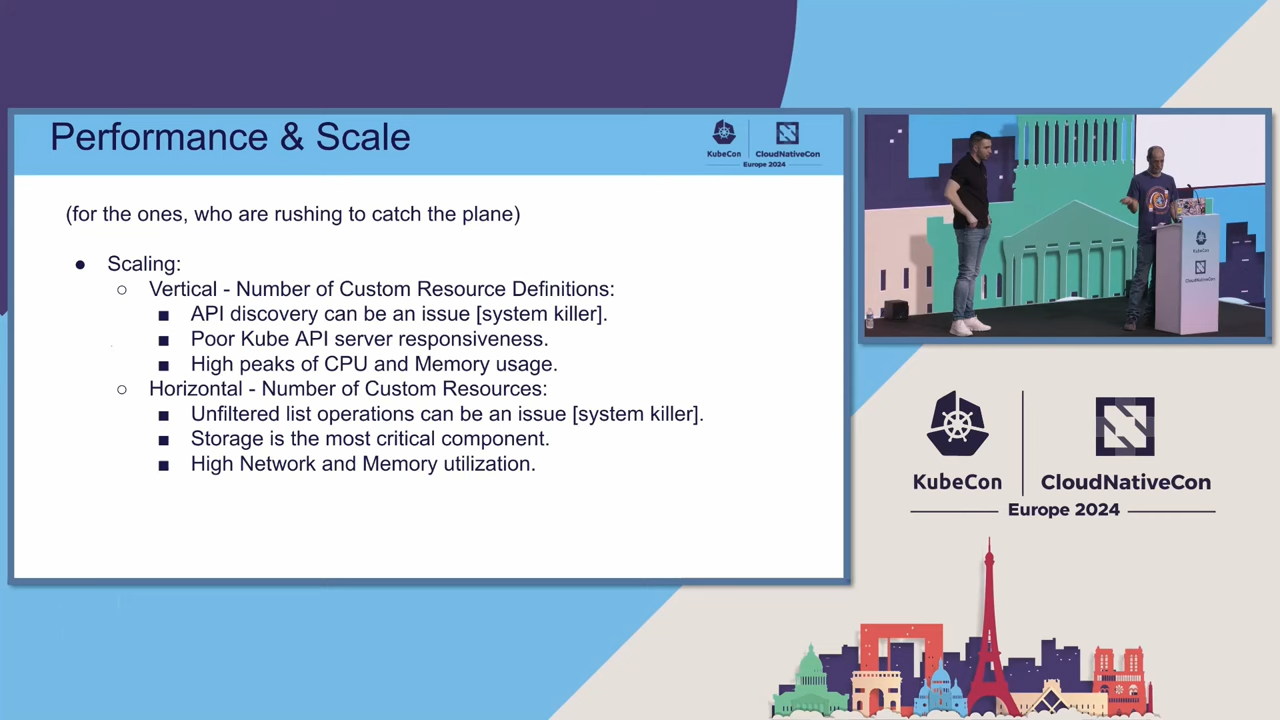 Performance & Scale
KubeCon
CloudNativeCon
Europe 2024
(for the ones, who are rushing to catch the plane)
● Scaling:
○ Vertical - Number of Custom Resource Definitions:
■ API discovery can be an issue [system killer].
■ Poor Kube API server responsiveness.
■ High peaks of CPU and Memory usage.
○ Horizontal - Number of Custom Resources:
■ Unfiltered list operations can be an issue [system killer].
■ Storage is the most critical component.
■ High Network and Memory utilization.
KubeCon
CloudNativeCon
KubeCon
CloudNativeCon
Europe 2024